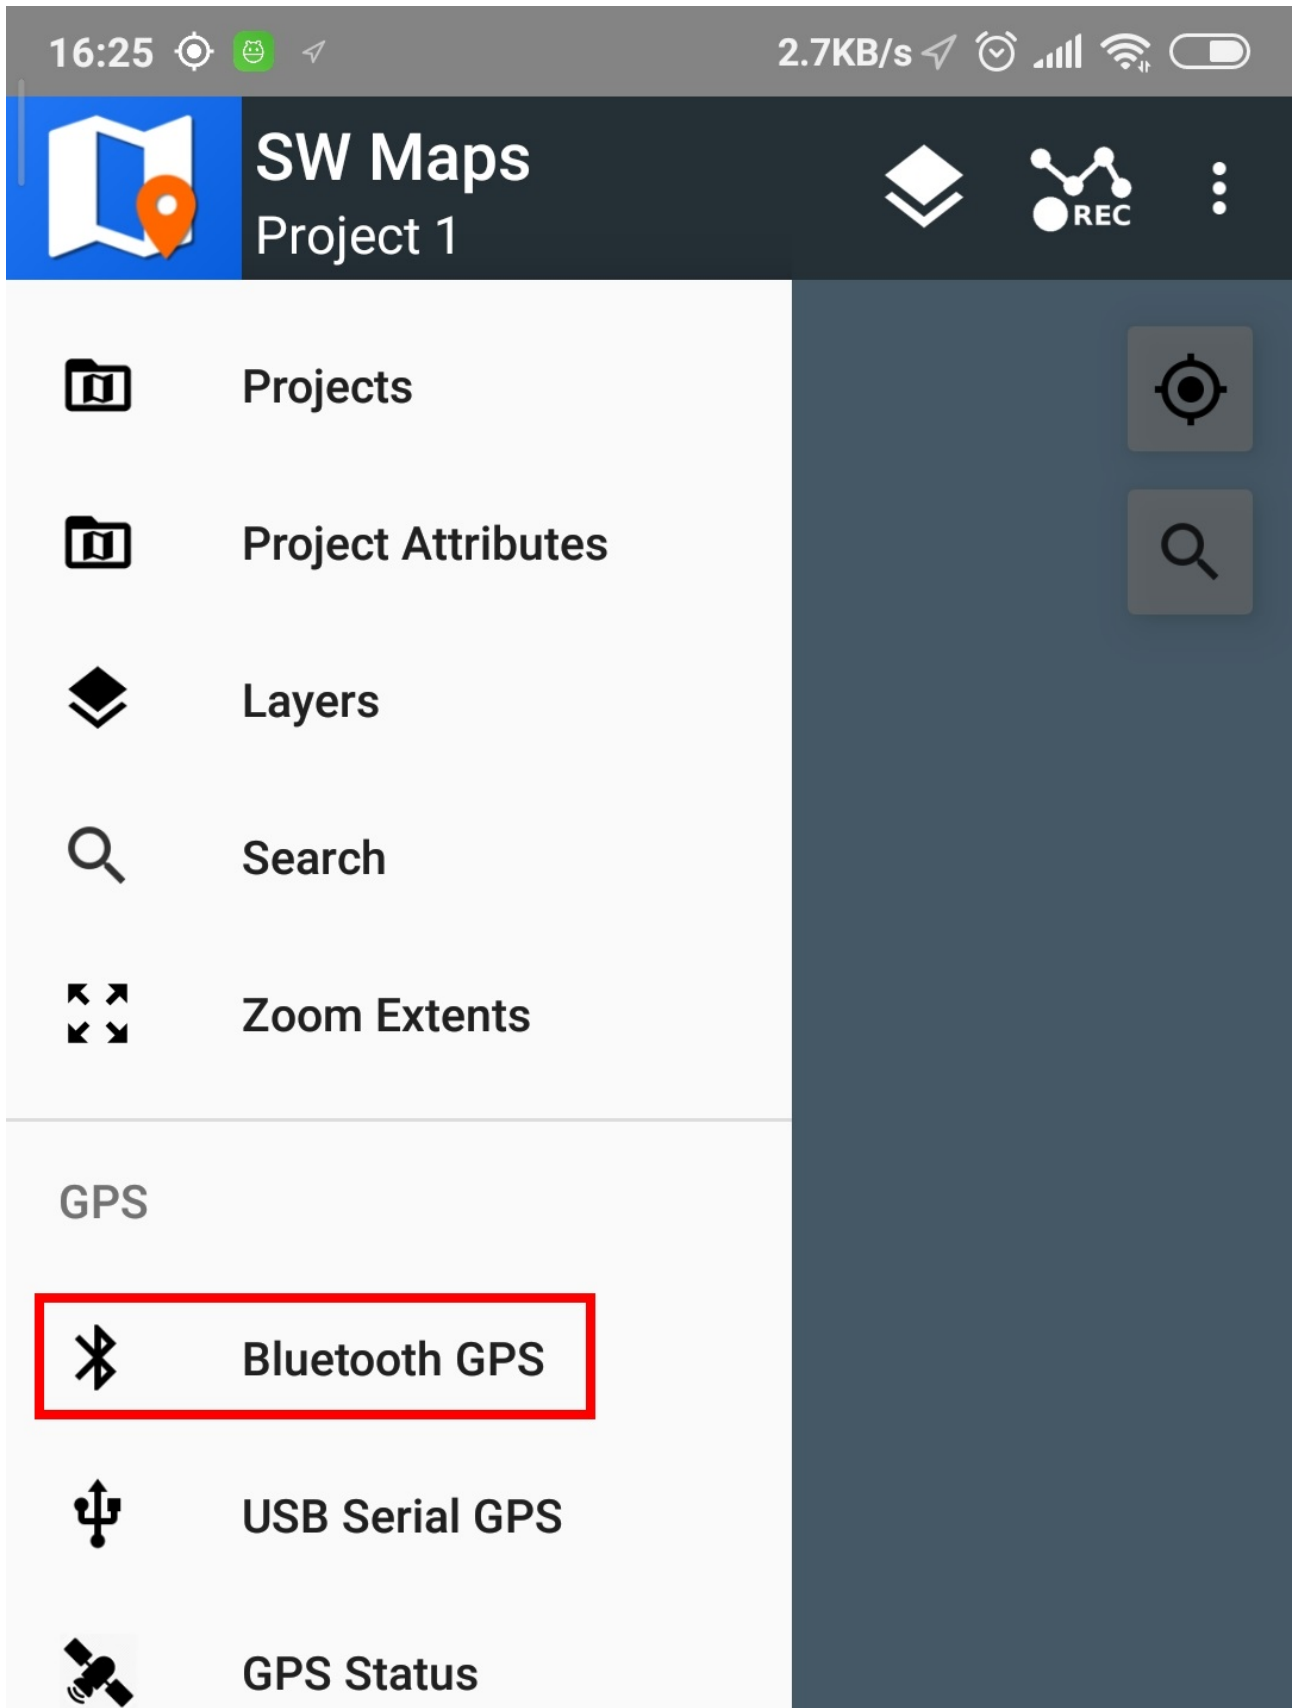 16:25
2.7KB/s
SW Maps
Project 1
REC
Projects
Project Attributes
Layers
Search
Zoom Extents
GPS
Bluetooth GPS
USB Serial GPS
GPS Status